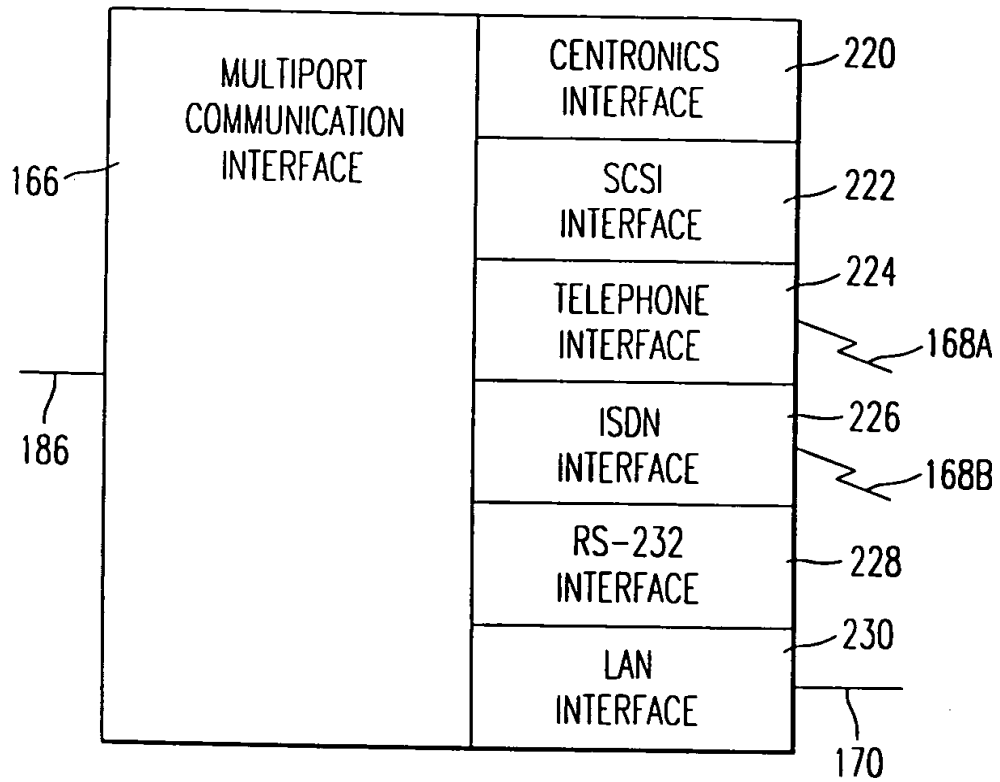 MULTIPORT
COMMUNICATION
INTERFACE
166
186
CENTRONICS
INTERFACE
220
SCSI
INTERFACE
222
TELEPHONE
INTERFACE
224
168A
ISDN
INTERFACE
226
168B
RS-232
INTERFACE
228
LAN
INTERFACE
230
170